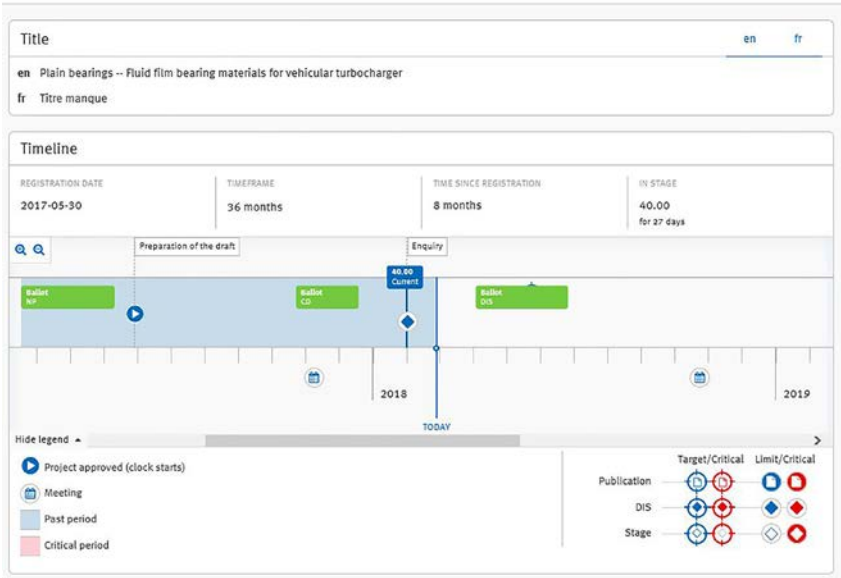 Title
en fr
en Plain bearings -- Fluid film bearing materials for vehicular turbocharger
fr Titre manque
Timeline
REGISTRATION DATE TIMEFRAME TIME SINCE REGISTRATION IN STAGE
2017-05-30 36 months 8 months 40.00
for 27 days
Preparation of the draft Enquiry
40.00
Current
Ballot Ballot Ballot
NP CD DIS
2018 2019
TODAY
Hide legend
Project approved (clock starts)
Meeting
Past period
Critical period
Target/Critical Limit/Critical
Publication
DIS
Stage